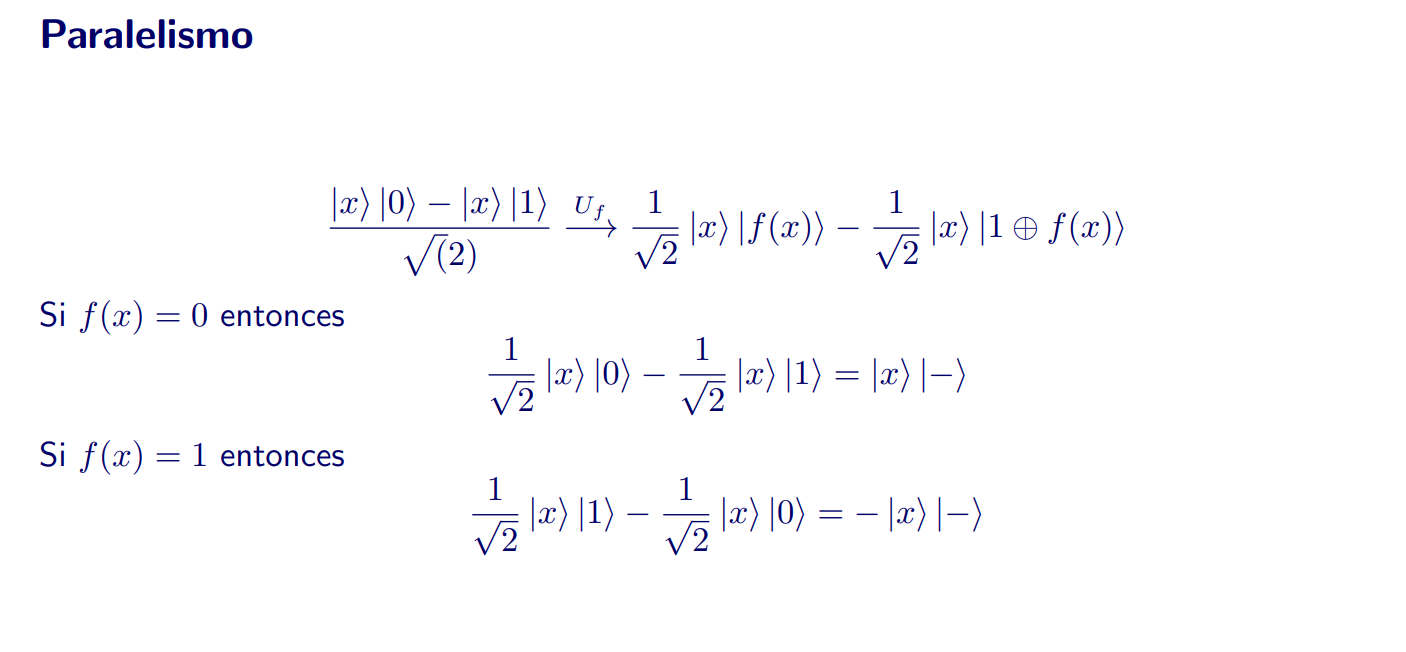 Paralelismo
|x⟩|0⟩ − |x⟩|1⟩ / √(2) —U_f→ 1/√2 |x⟩|f(x)⟩ − 1/√2 |x⟩|1 ⊕ f(x)⟩
Si f(x) = 0 entonces
1/√2 |x⟩|0⟩ − 1/√2 |x⟩|1⟩ = |x⟩|−⟩
Si f(x) = 1 entonces
1/√2 |x⟩|1⟩ − 1/√2 |x⟩|0⟩ = − |x⟩|−⟩